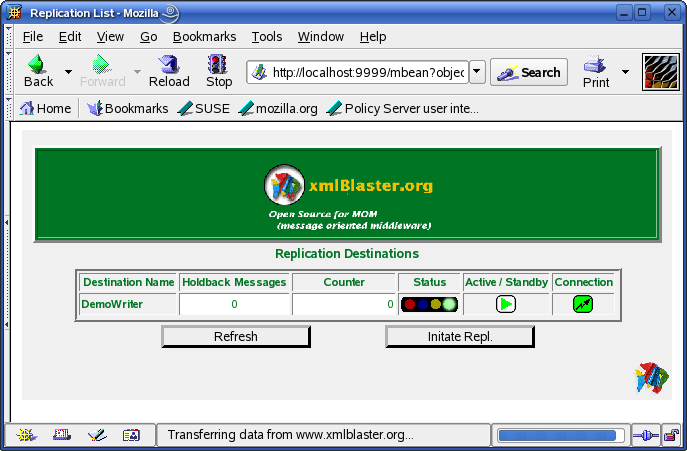 Replication List - Mozilla
File Edit View Go Bookmarks Tools Window Help
Back Forward Reload Stop http://localhost:9999/mbean?objec Search Print
Home Bookmarks SUSE mozilla.org Policy Server user inte...
xmlBlaster.org
Open Source for MOM
(message oriented middleware)
Replication Destinations
Destination Name Holdback Messages Counter Status Active / Standby Connection
DemoWriter 0 0
Refresh Initate Repl.
Transferring data from www.xmlblaster.org...